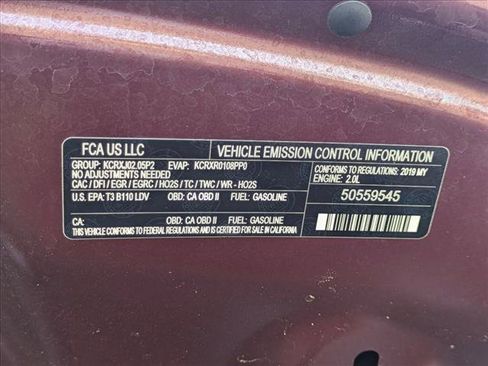 FCA US LLC
VEHICLE EMISSION CONTROL INFORMATION
GROUP: KCRXJ02.05P2 EVAP: KCRXR0108PP0
NO ADJUSTMENTS NEEDED
CAC / DFI / EGR / EGRC / HO2S / TC / TWC / WR - HO2S
CONFORMS TO REGULATIONS: 2019 MY
ENGINE: 2.0L
U.S. EPA: T3 B110 LDV OBD: CA OBD II FUEL: GASOLINE
50559545
CA: OBD: CA OBD II FUEL: GASOLINE
THIS VEHICLE CONFORMS TO FEDERAL REGULATIONS AND IS CERTIFIED FOR SALE IN CALIFORNIA